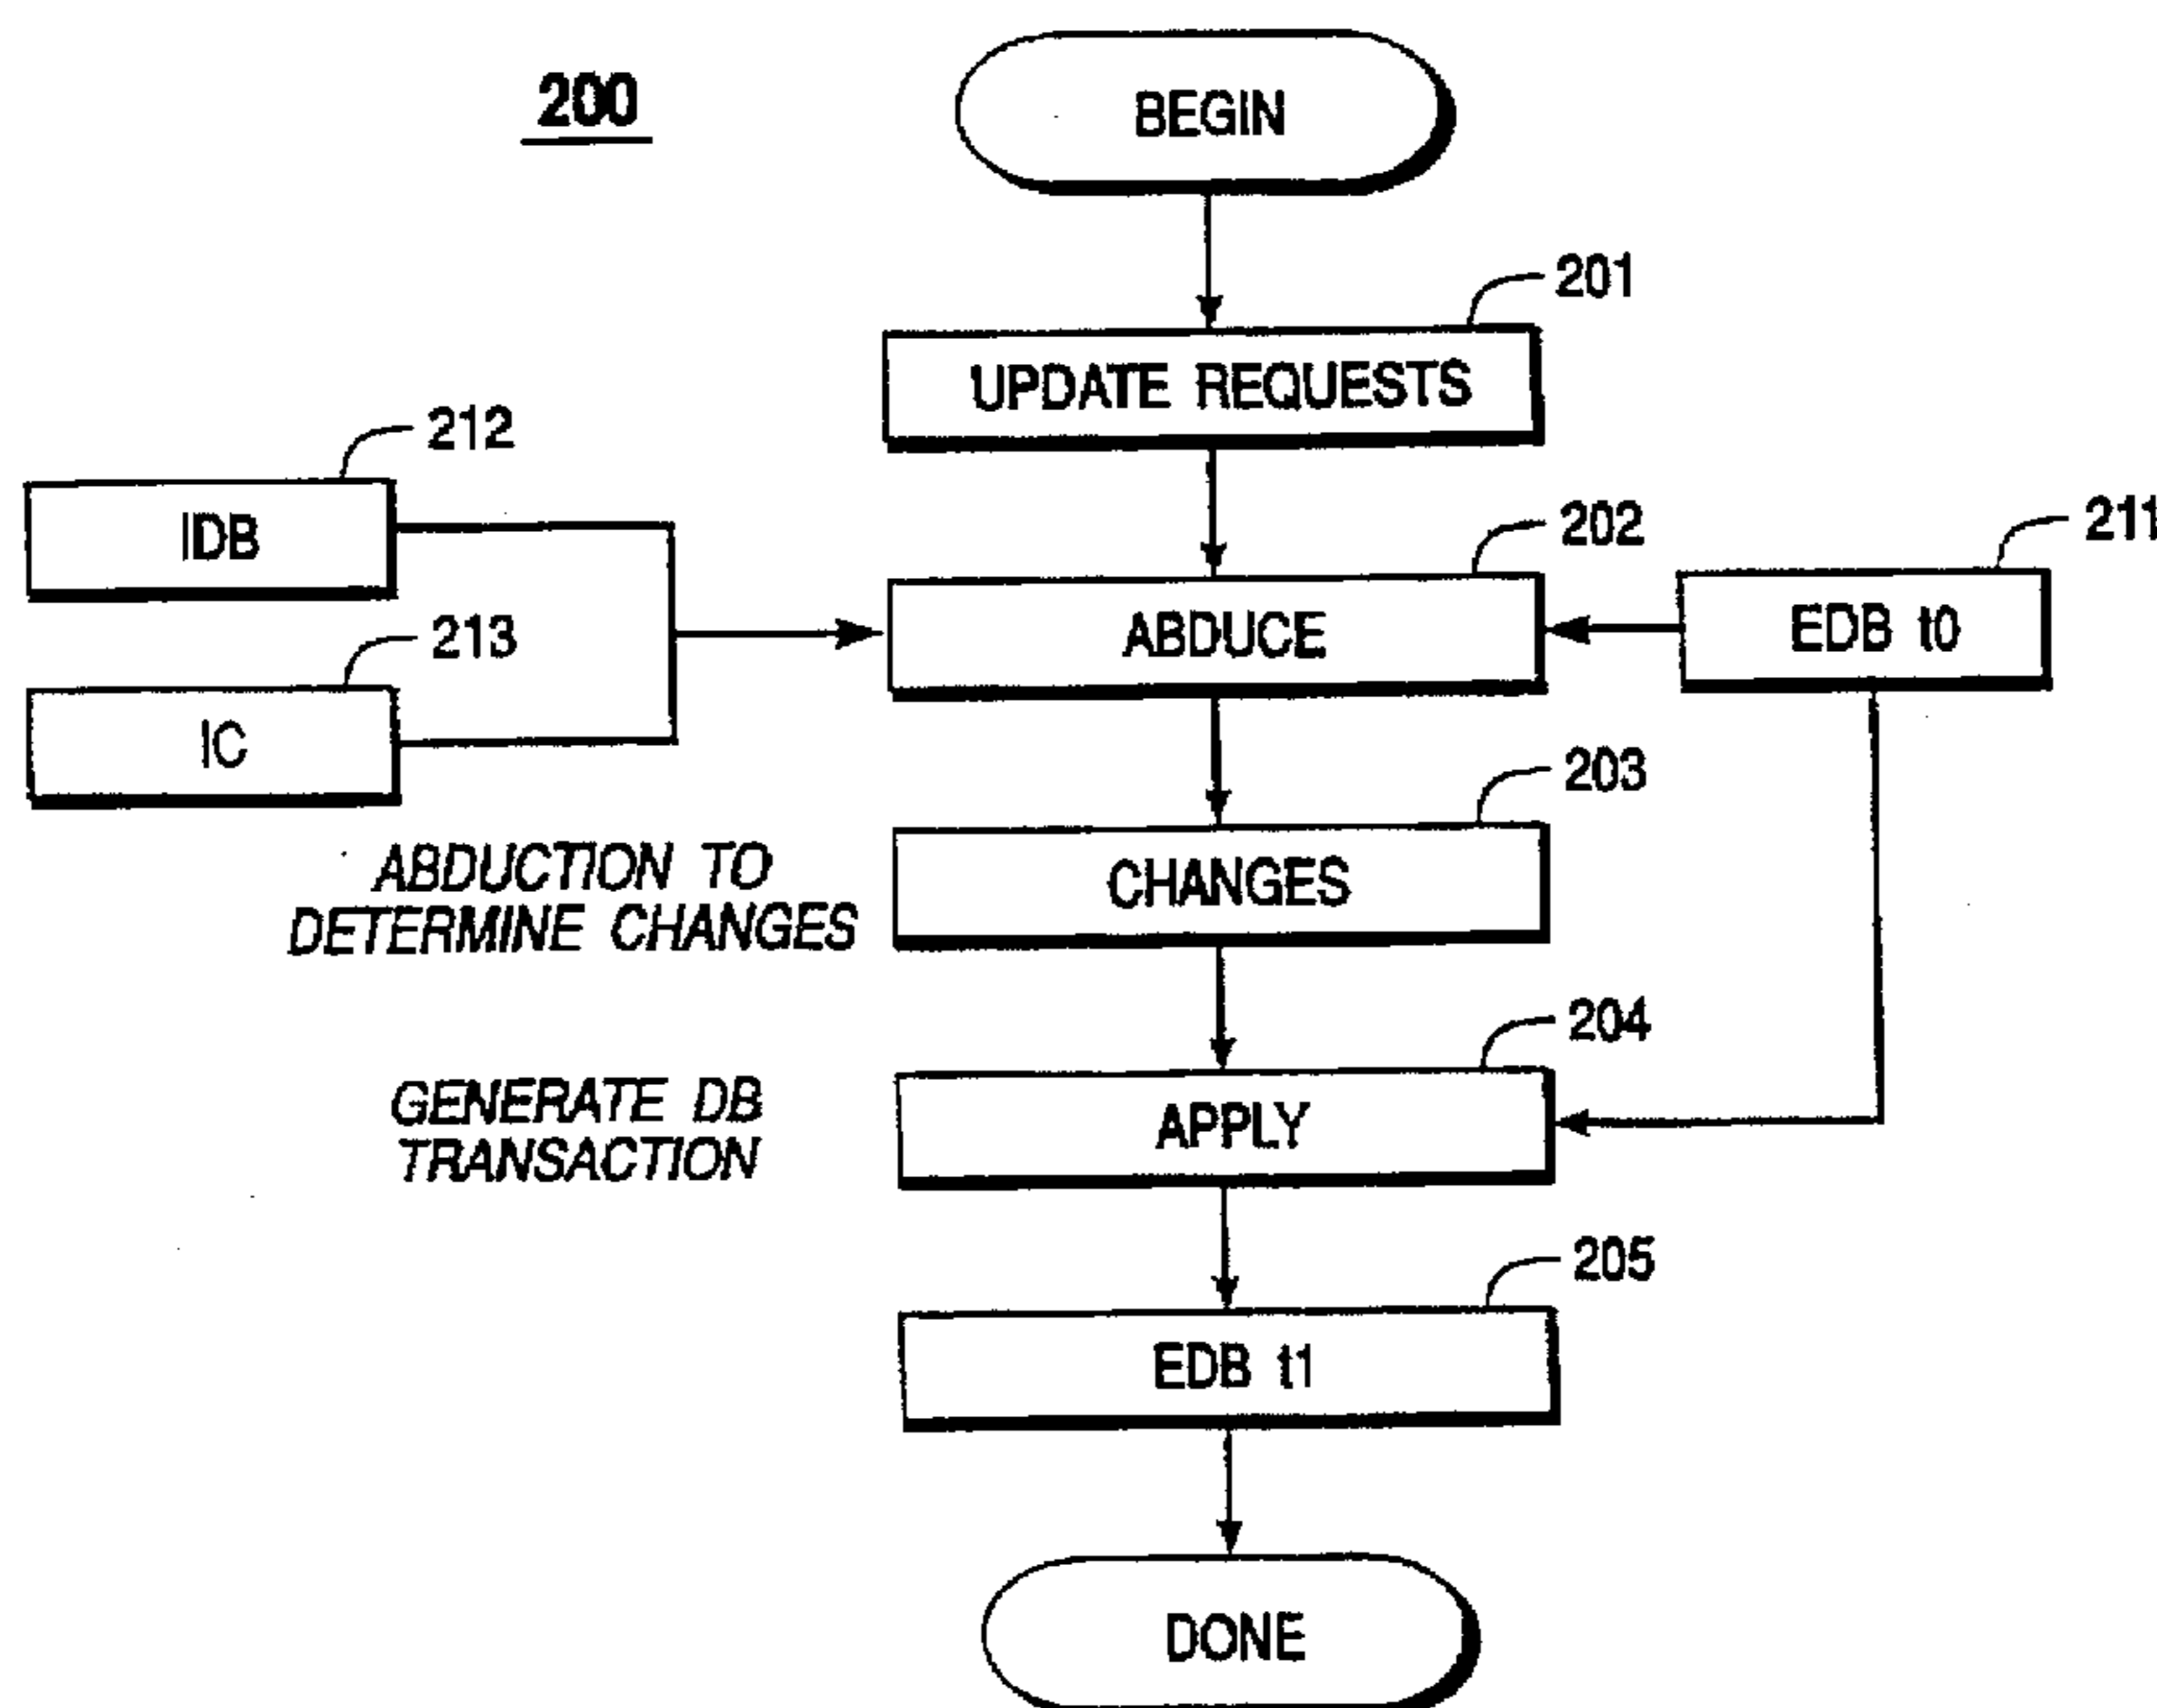 200
BEGIN
201
UPDATE REQUESTS
212
IDB
202
211
ABDUCE
EDB t0
213
IC
203
CHANGES
ABDUCTION TO
DETERMINE CHANGES
204
APPLY
GENERATE DB
TRANSACTION
205
EDB t1
DONE